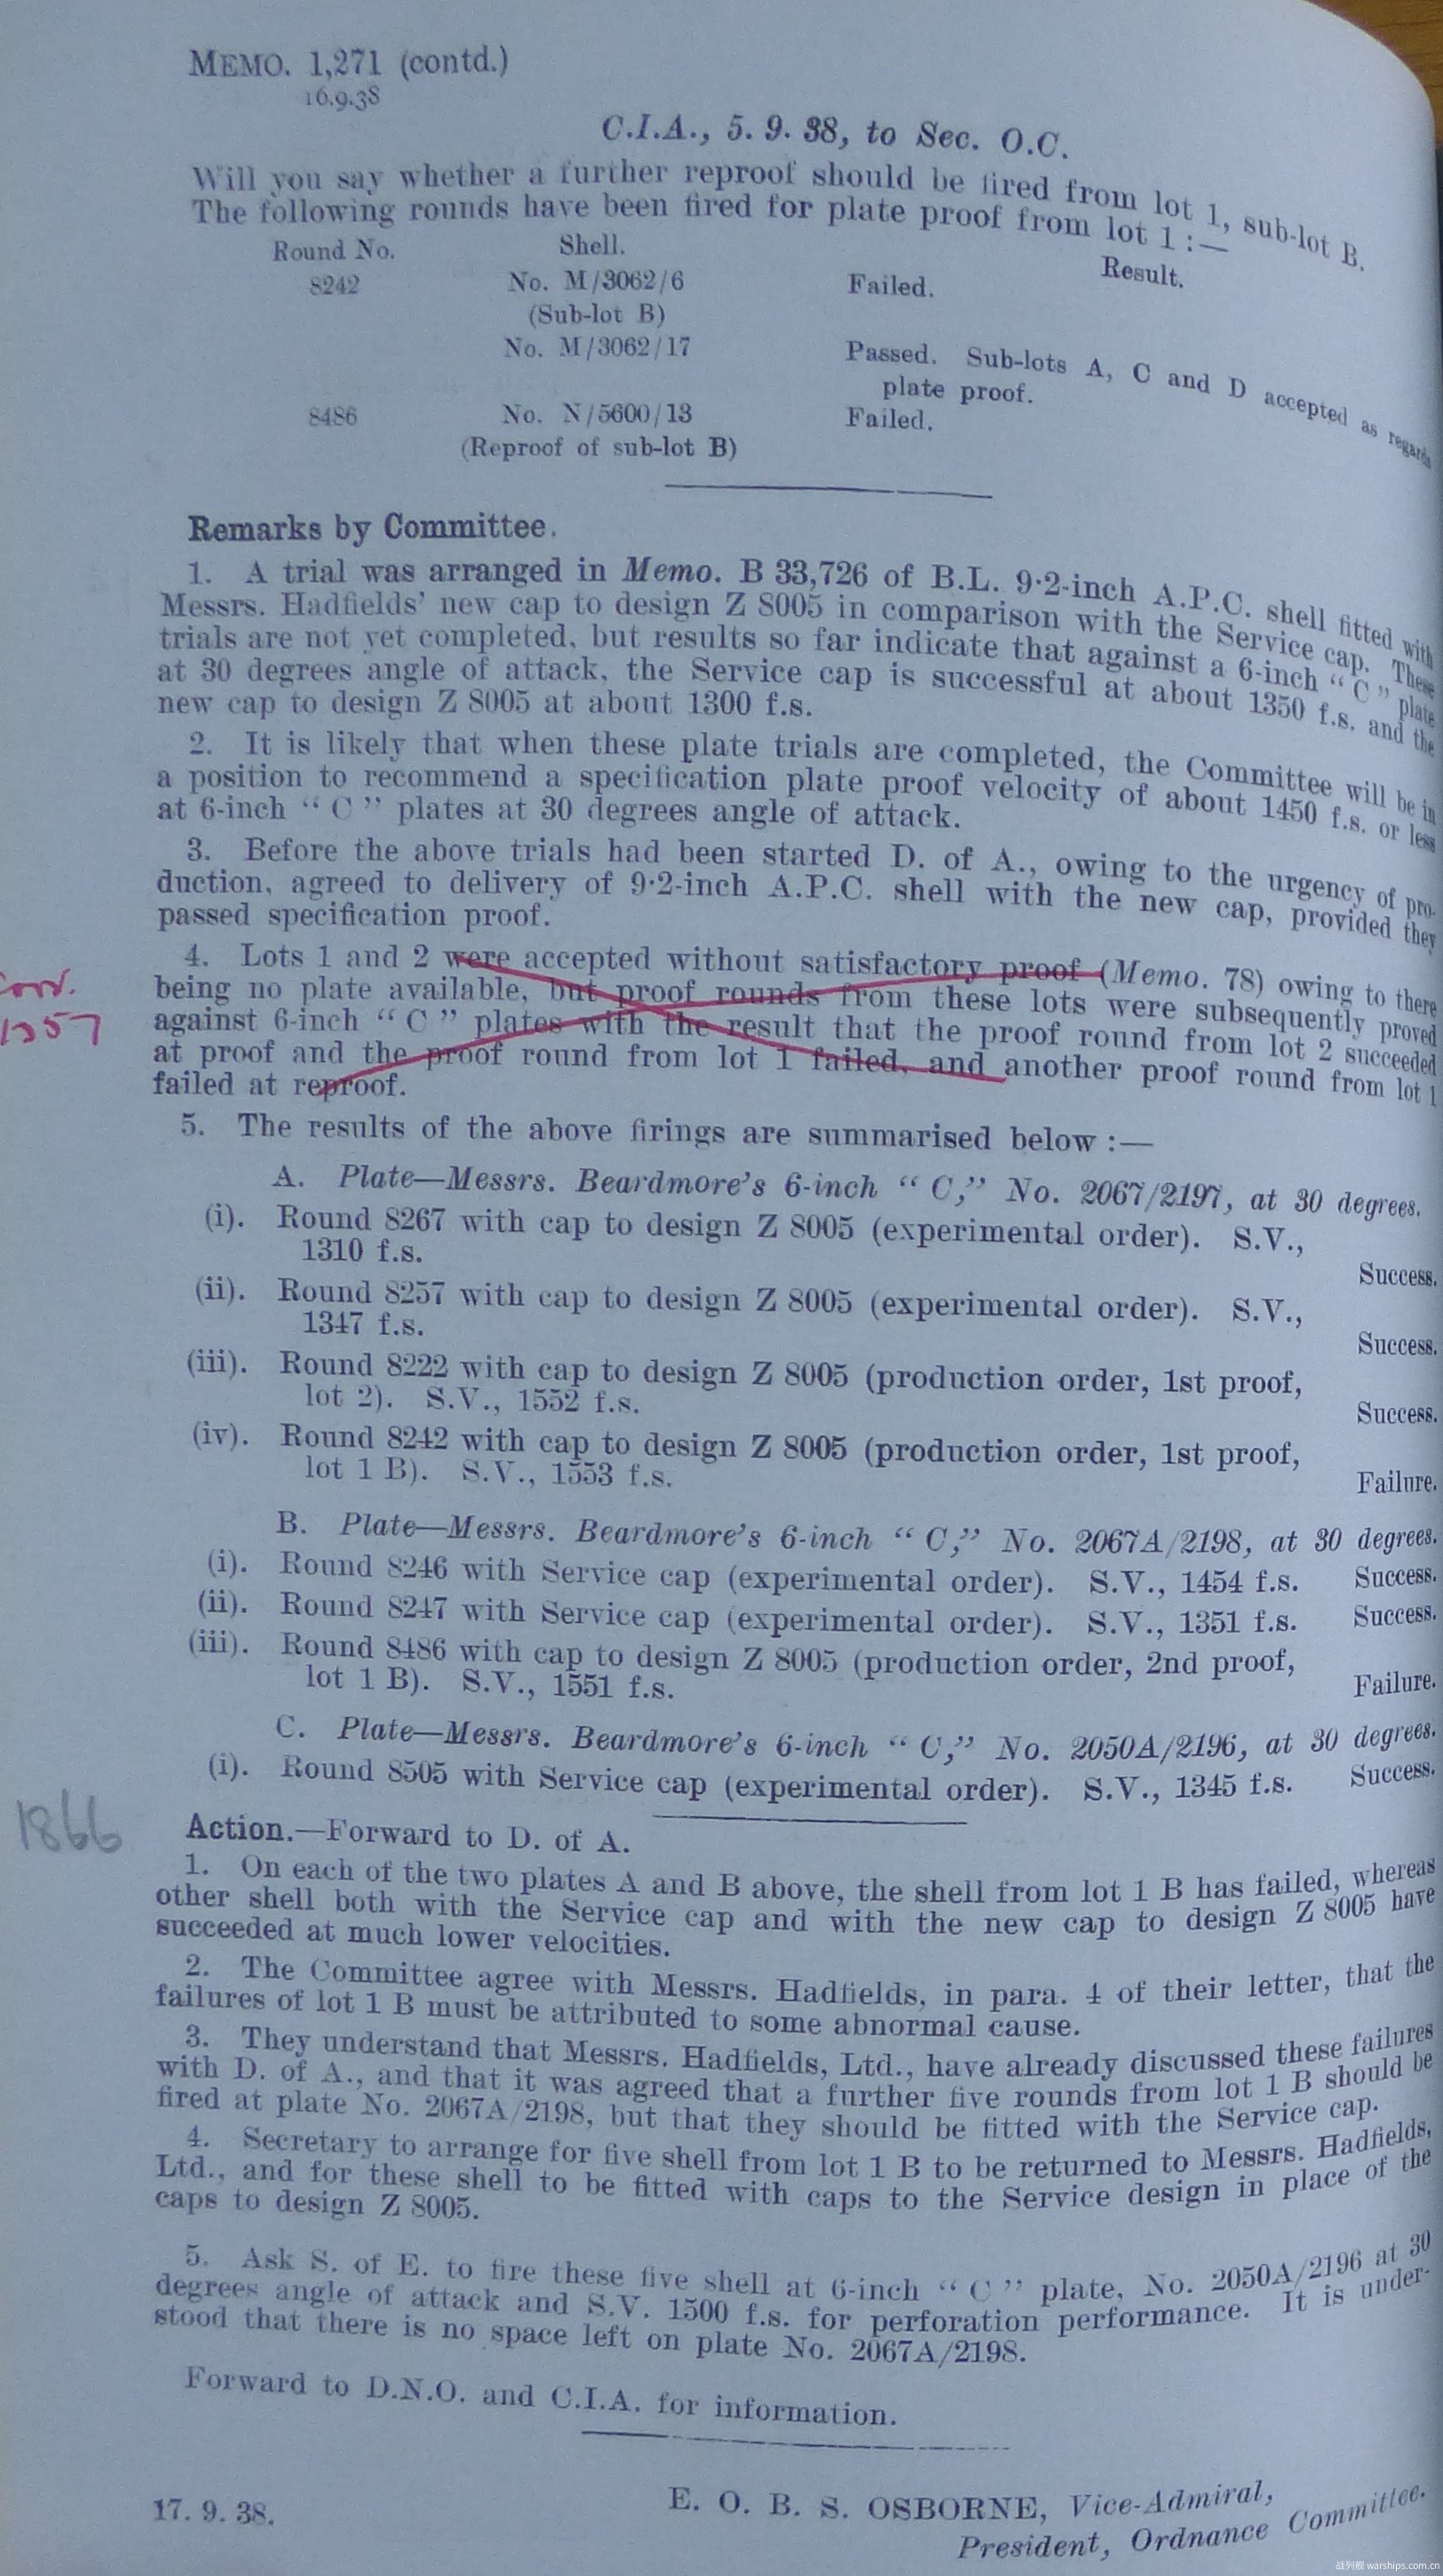 MEMO. 1,271 (contd.)
16.9.38
C.I.A., 5. 9. 38, to Sec. O.C.
Will you say whether a further reproof should be fired from lot 1, sub-lot B.
The following rounds have been fired for plate proof from lot 1 :—
Round No. Shell. Result.
8242 No. M/3062/6 Failed.
(Sub-lot B)
No. M/3062/17 Passed. Sub-lots A, C and D accepted as regards
plate proof.
8486 No. N/5600/13 Failed.
(Reproof of sub-lot B)
Remarks by Committee.
1. A trial was arranged in Memo. B 33,726 of B.L. 9·2-inch A.P.C. shell fitted with
Messrs. Hadfields' new cap to design Z 8005 in comparison with the Service cap. These
trials are not yet completed, but results so far indicate that against a 6-inch “ C ” plate
at 30 degrees angle of attack, the Service cap is successful at about 1350 f.s. and the
new cap to design Z 8005 at about 1300 f.s.
2. It is likely that when these plate trials are completed, the Committee will be in
a position to recommend a specification plate proof velocity of about 1450 f.s. or less
at 6-inch “ C ” plates at 30 degrees angle of attack.
3. Before the above trials had been started D. of A., owing to the urgency of pro-
duction, agreed to delivery of 9·2-inch A.P.C. shell with the new cap, provided they
passed specification proof.
4. Lots 1 and 2 were accepted without satisfactory proof (Memo. 78) owing to there
being no plate available, but proof rounds from these lots were subsequently proved
against 6-inch “ C ” plates with the result that the proof round from lot 2 succeeded
at proof and the proof round from lot 1 failed, and another proof round from lot 1
failed at reproof.
1357
5. The results of the above firings are summarised below :—
A. Plate—Messrs. Beardmore's 6-inch “ C,” No. 2067/2197, at 30 degrees.
(i). Round 8267 with cap to design Z 8005 (experimental order). S.V.,
1310 f.s. Success.
(ii). Round 8257 with cap to design Z 8005 (experimental order). S.V.,
1347 f.s. Success.
(iii). Round 8222 with cap to design Z 8005 (production order, 1st proof,
lot 2). S.V., 1552 f.s. Success.
(iv). Round 8242 with cap to design Z 8005 (production order, 1st proof,
lot 1 B). S.V., 1553 f.s. Failure.
B. Plate—Messrs. Beardmore's 6-inch “ C,” No. 2067A/2198, at 30 degrees.
(i). Round 8246 with Service cap (experimental order). S.V., 1454 f.s. Success.
(ii). Round 8247 with Service cap (experimental order). S.V., 1351 f.s. Success.
(iii). Round 8486 with cap to design Z 8005 (production order, 2nd proof,
lot 1 B). S.V., 1551 f.s. Failure.
C. Plate—Messrs. Beardmore's 6-inch “ C,” No. 2050A/2196, at 30 degrees.
(i). Round 8505 with Service cap (experimental order). S.V., 1345 f.s. Success.
1866
Action.—Forward to D. of A.
1. On each of the two plates A and B above, the shell from lot 1 B has failed, whereas
other shell both with the Service cap and with the new cap to design Z 8005 have
succeeded at much lower velocities.
2. The Committee agree with Messrs. Hadfields, in para. 4 of their letter, that the
failures of lot 1 B must be attributed to some abnormal cause.
3. They understand that Messrs. Hadfields, Ltd., have already discussed these failures
with D. of A., and that it was agreed that a further five rounds from lot 1 B should be
fired at plate No. 2067A/2198, but that they should be fitted with the Service cap.
4. Secretary to arrange for five shell from lot 1 B to be returned to Messrs. Hadfields,
Ltd., and for these shell to be fitted with caps to the Service design in place of the
caps to design Z 8005.
5. Ask S. of E. to fire these five shell at 6-inch “ C ” plate, No. 2050A/2196 at 30
degrees angle of attack and S.V. 1500 f.s. for perforation performance. It is under-
stood that there is no space left on plate No. 2067A/2198.
Forward to D.N.O. and C.I.A. for information.
17. 9. 38.
E. O. B. S. OSBORNE, Vice-Admiral,
President, Ordnance Committee.
战列舰 warships.com.cn